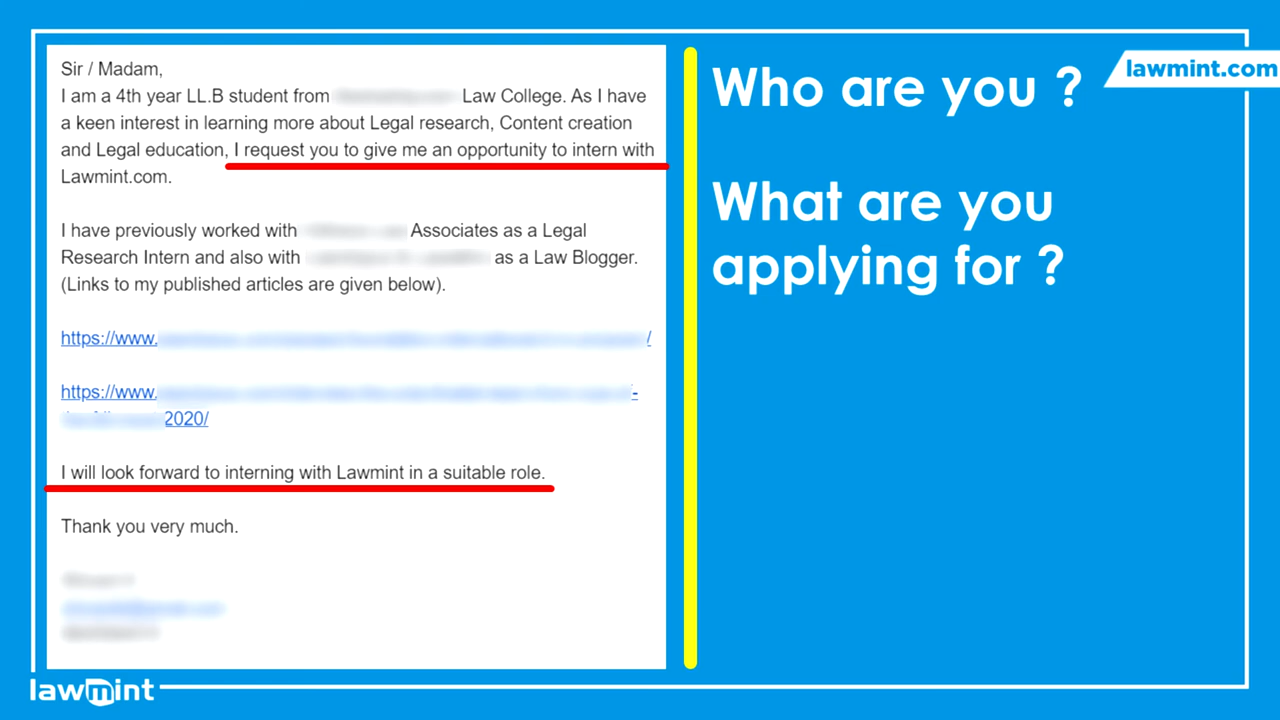 Sir / Madam,
I am a 4th year LL.B student from Law College. As I have
a keen interest in learning more about Legal research, Content creation
and Legal education, I request you to give me an opportunity to intern with
Lawmint.com.
I have previously worked with Associates as a Legal
Research Intern and also with as a Law Blogger.
(Links to my published articles are given below).
https://www. /
https://www. -
2020/
I will look forward to interning with Lawmint in a suitable role.
Thank you very much.
Who are you ?
What are you
applying for ?
lawmint.com
lawmint